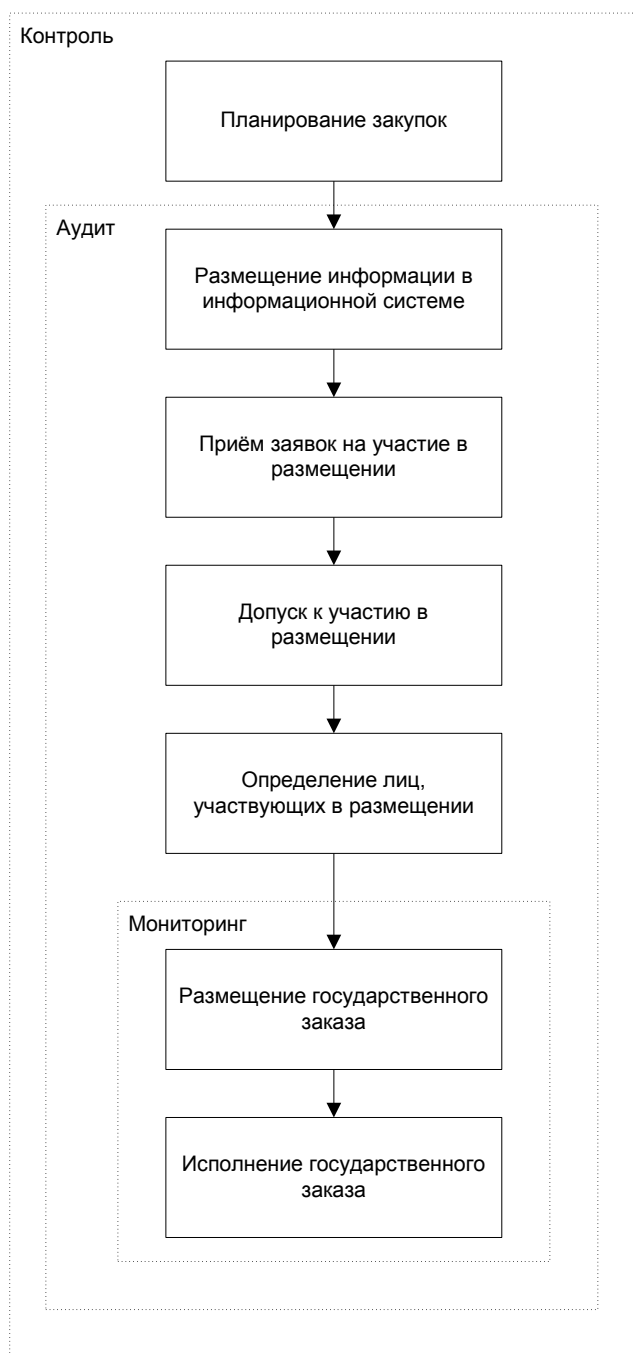 Контроль
Планирование закупок
Аудит
Размещение информации в
информационной системе
Приём заявок на участие в
размещении
Допуск к участию в
размещении
Определение лиц,
участвующих в размещении
Мониторинг
Размещение государственного
заказа
Исполнение государственного
заказа